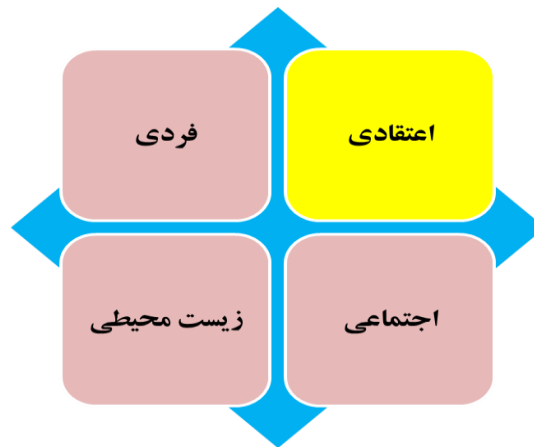 اعتقادی
فردی
اجتماعی
زیست محیطی